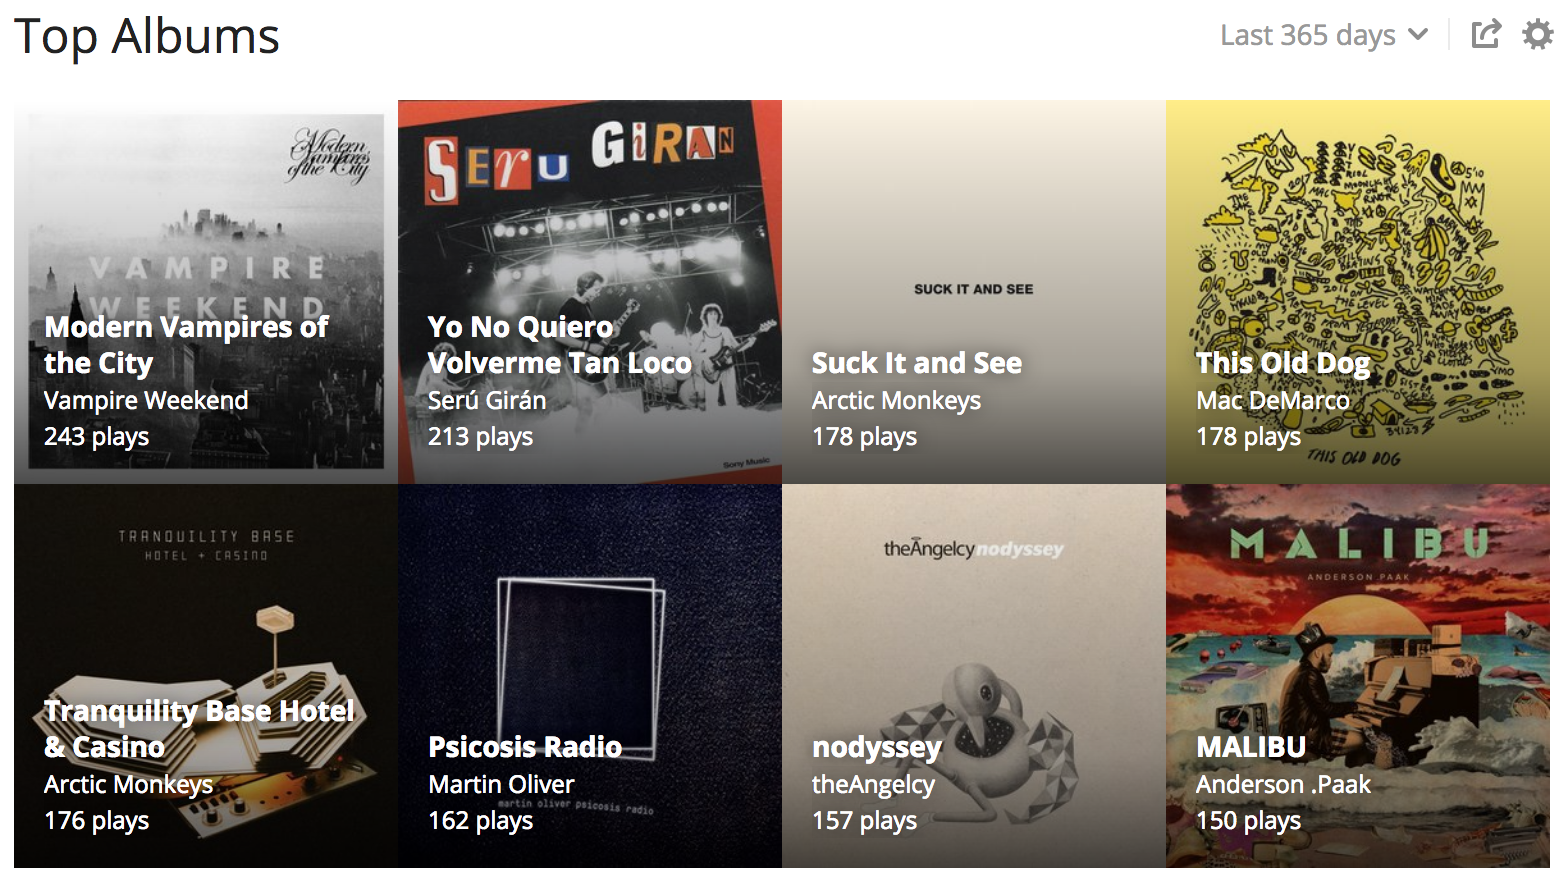 Top Albums
Last 365 days
Modern
Vampires
of the City
VAMPIRE
WEEKEND
Modern Vampires of
the City
Vampire Weekend
243 plays
SERU GIRAN
Yo No Quiero
Volverme Tan Loco
Serú Girán
213 plays
Sony Music
SUCK IT AND SEE
Suck It and See
Arctic Monkeys
178 plays
This Old Dog
Mac DeMarco
178 plays
THIS OLD DOG
TRANQUILITY BASE
HOTEL + CASINO
Tranquility Base Hotel
& Casino
Arctic Monkeys
176 plays
Psicosis Radio
Martin Oliver
martin oliver psicosis radio
162 plays
theAngelcy nodyssey
nodyssey
theAngelcy
157 plays
MALIBU
ANDERSON .PAAK
MALIBU
Anderson .Paak
150 plays